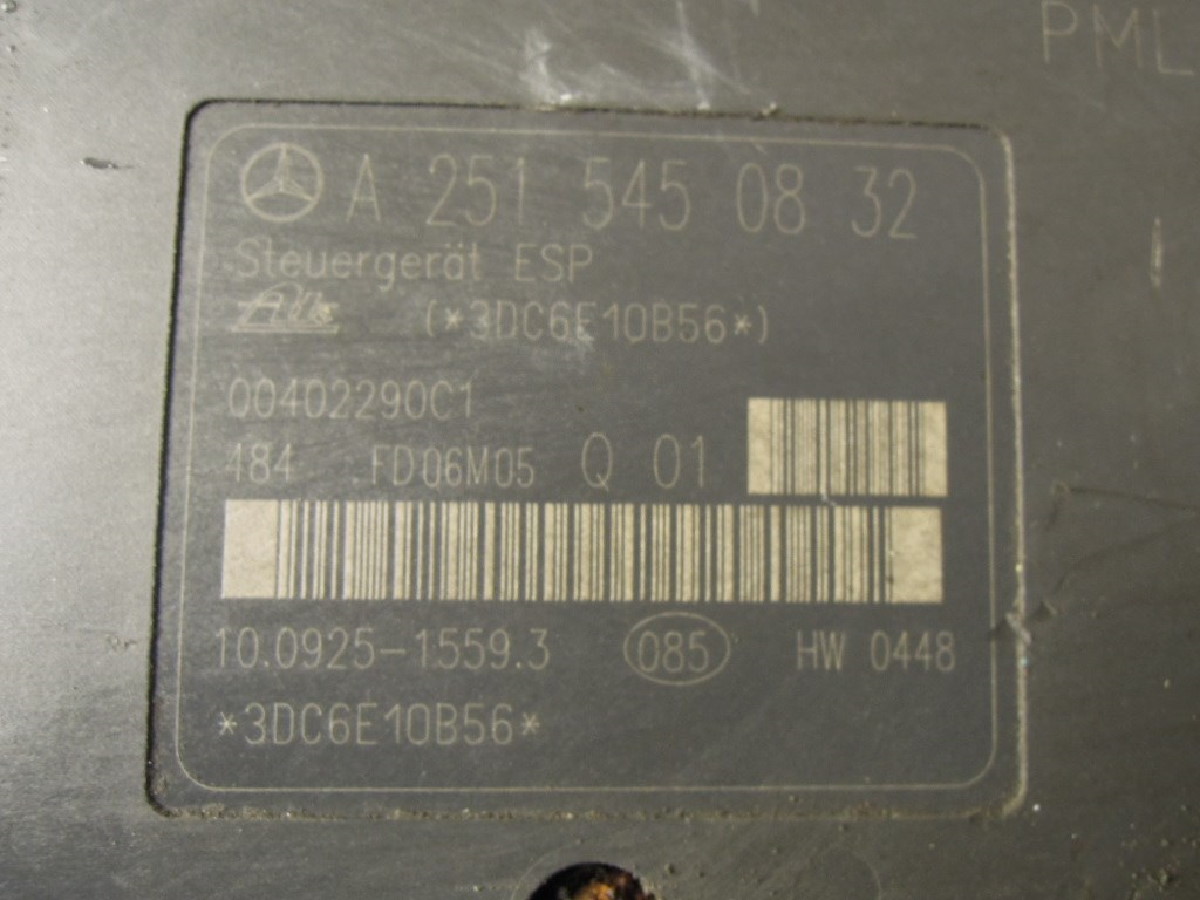 PML
A 251 545 08 32
Steuergerät ESP
Ate (*3DC6E10B56*)
00402290C1
484 FD06M05 Q 01
10.0925-1559.3 085 HW 0448
*3DC6E10B56*